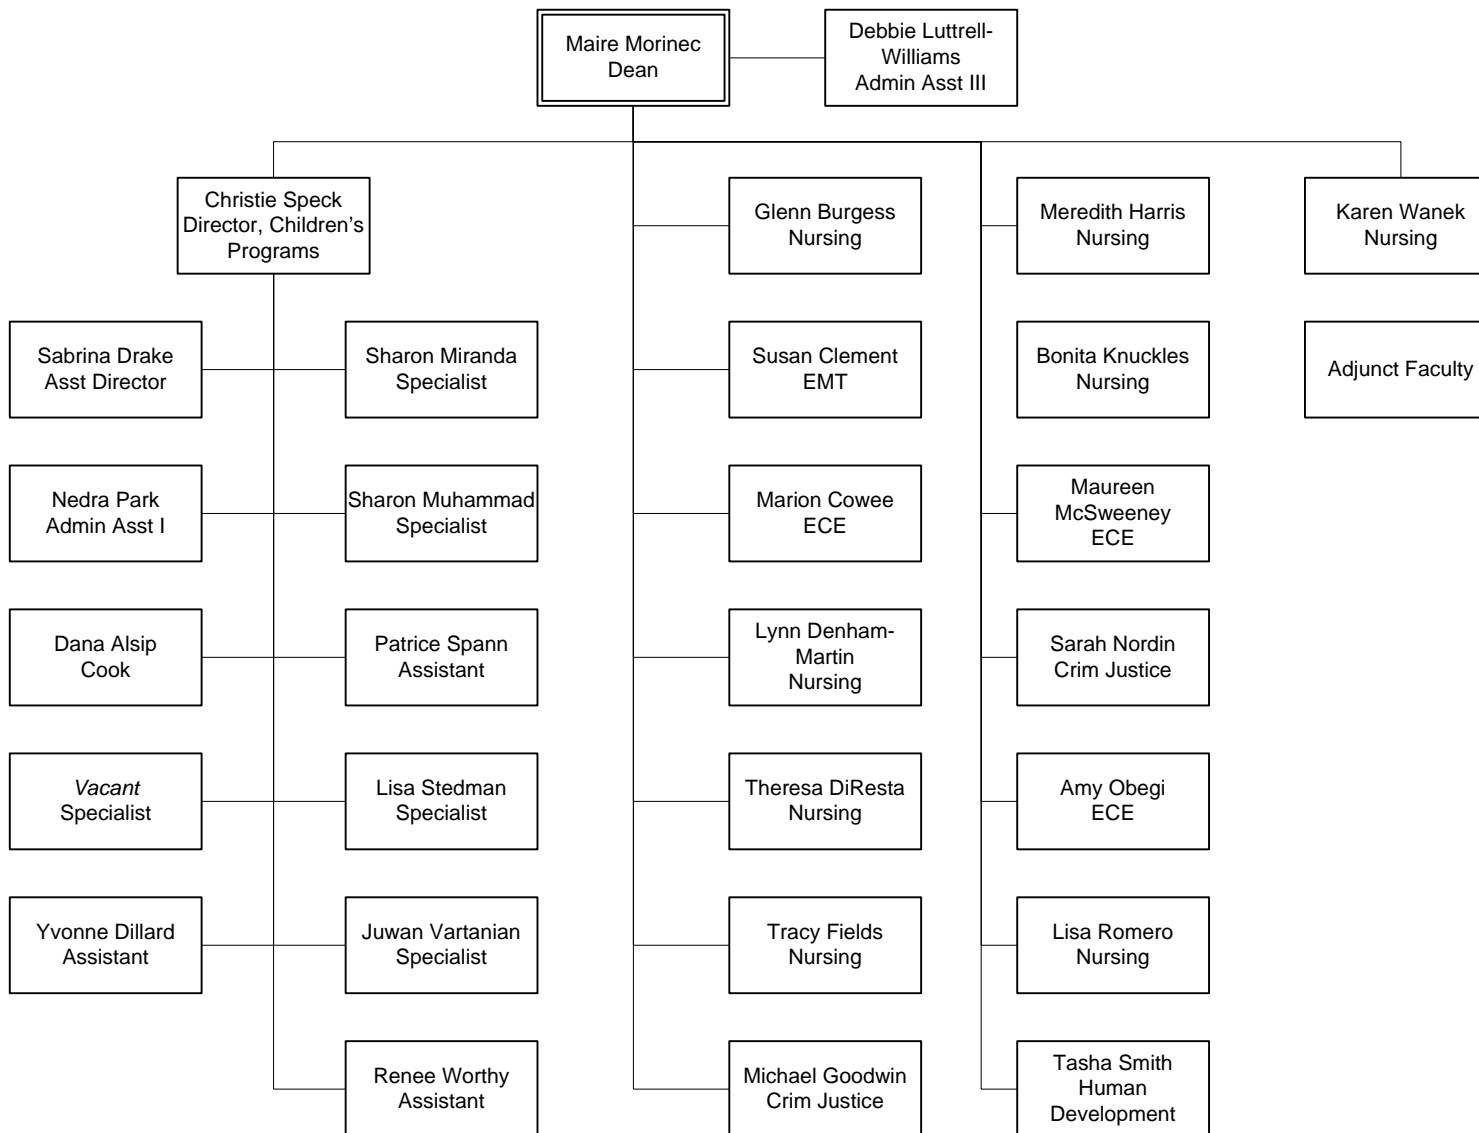 Maire Morinec
Dean
Debbie Luttrell-
Williams
Admin Asst III
Christie Speck
Director, Children’s
Programs
Glenn Burgess
Nursing
Meredith Harris
Nursing
Karen Wanek
Nursing
Sabrina Drake
Asst Director
Sharon Miranda
Specialist
Susan Clement
EMT
Bonita Knuckles
Nursing
Adjunct Faculty
Nedra Park
Admin Asst I
Sharon Muhammad
Specialist
Marion Cowee
ECE
Maureen
McSweeney
ECE
Dana Alsip
Cook
Patrice Spann
Assistant
Lynn Denham-
Martin
Nursing
Sarah Nordin
Crim Justice
Vacant
Specialist
Lisa Stedman
Specialist
Theresa DiResta
Nursing
Amy Obegi
ECE
Yvonne Dillard
Assistant
Juwan Vartanian
Specialist
Tracy Fields
Nursing
Lisa Romero
Nursing
Renee Worthy
Assistant
Michael Goodwin
Crim Justice
Tasha Smith
Human
Development